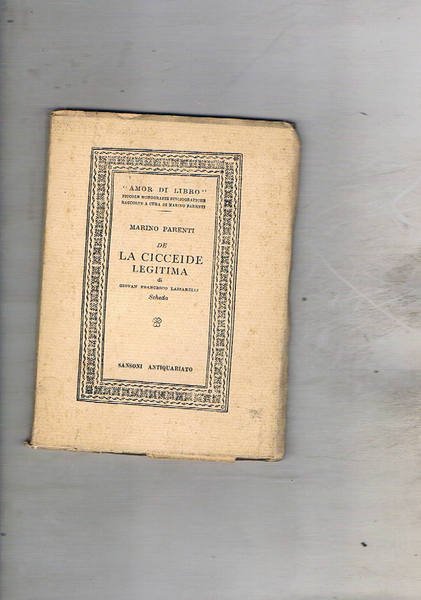 "AMOR DI LIBRO"
PICCOLE MONOGRAFIE BIBLIOGRAFICHE
RACCOLTE A CURA DI MARINO PARENTI
MARINO PARENTI
DE
LA CICCEIDE
LEGITIMA
di
GIOVAN FRANCESCO LAZZARELLI
Scheda
SANSONI ANTIQUARIATO